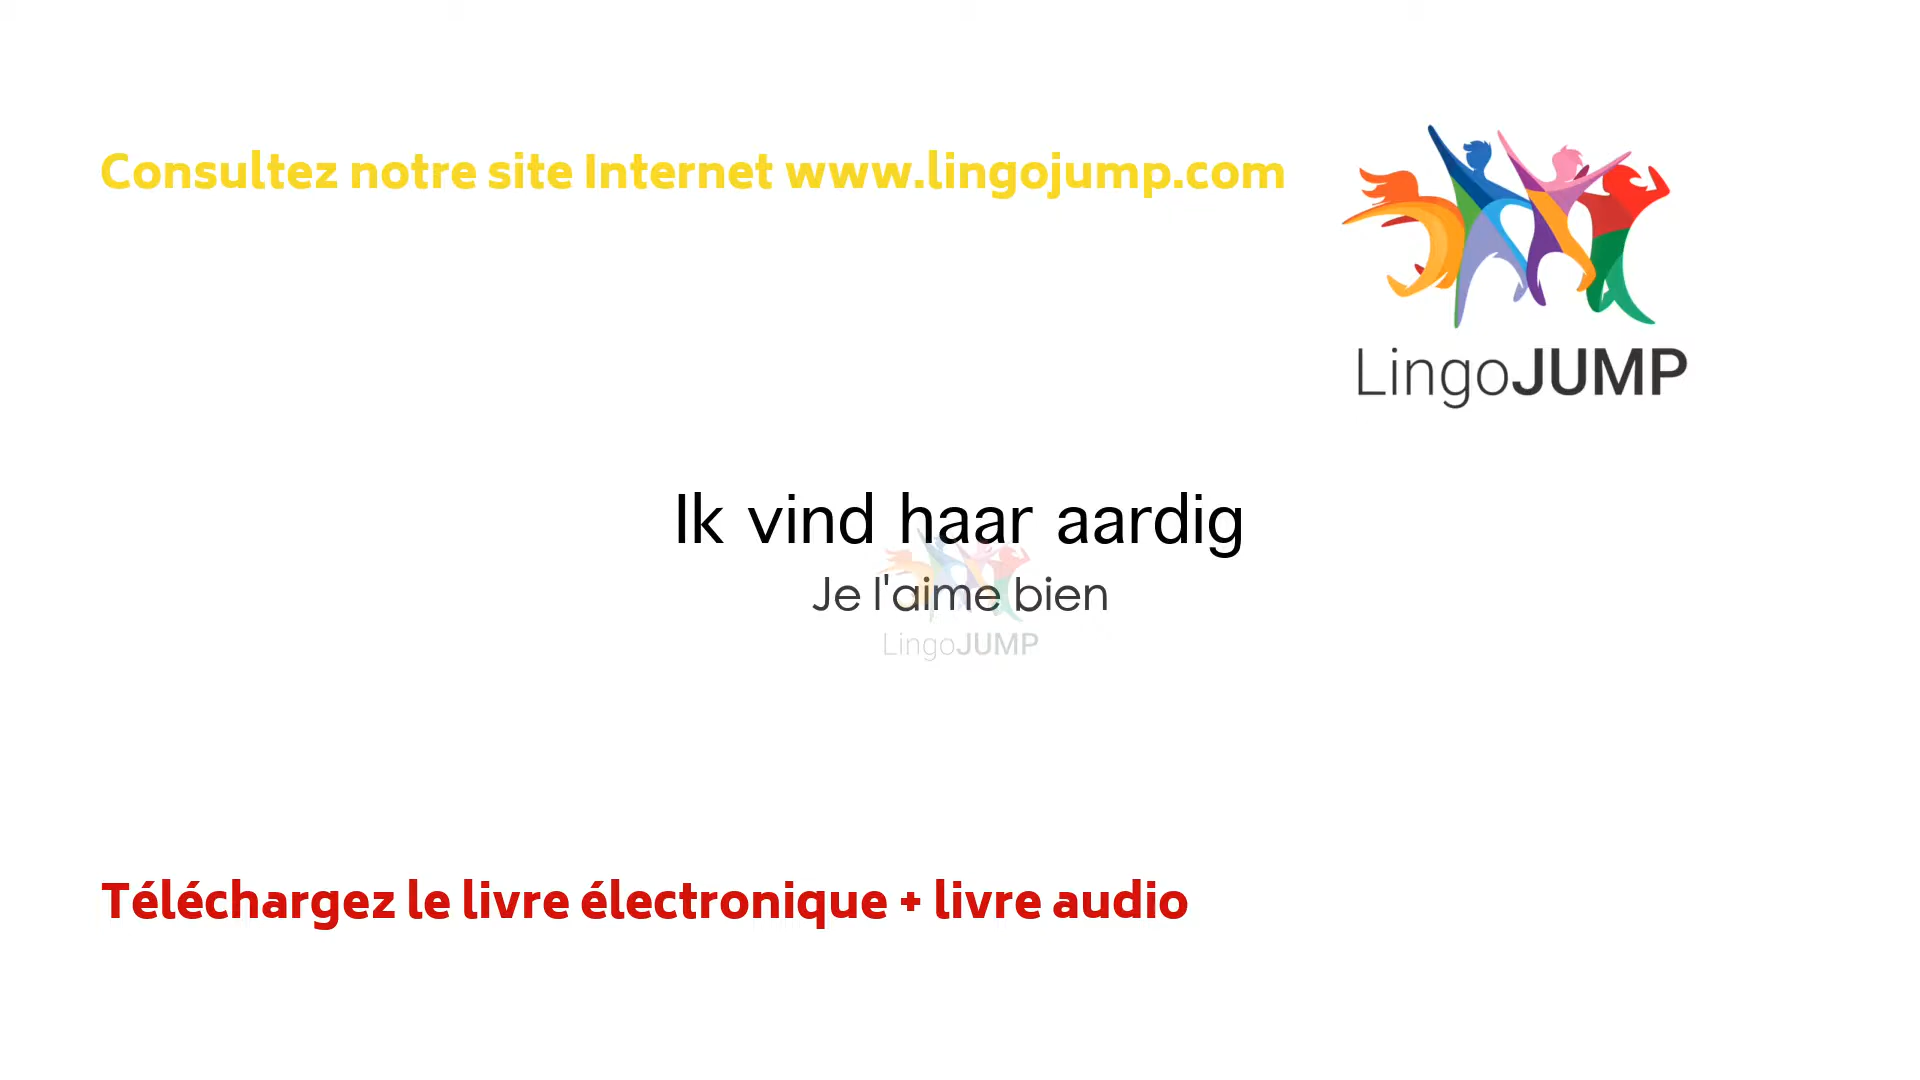 Consultez notre site Internet www.lingojump.com
LingoJUMP
Ik vind haar aardig
Je l'aime bien
LingoJUMP
Téléchargez le livre électronique + livre audio